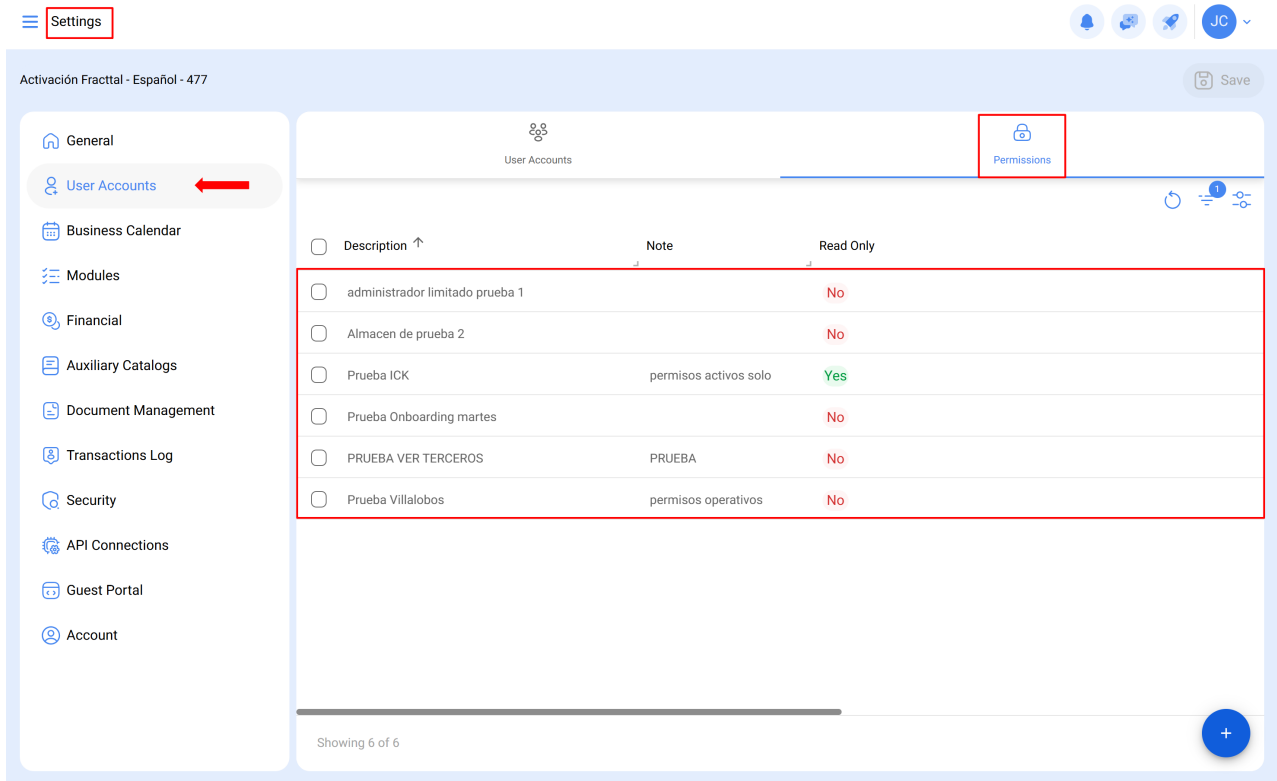 Settings
JC
Activación Fracttal - Español - 477
Save
General
User Accounts
Business Calendar
Modules
Financial
Auxiliary Catalogs
Document Management
Transactions Log
Security
API Connections
Guest Portal
Account
User Accounts
Permissions
1
Description Note Read Only
administrador limitado prueba 1 No
Almacen de prueba 2 No
Prueba ICK permisos activos solo Yes
Prueba Onboarding martes No
PRUEBA VER TERCEROS PRUEBA No
Prueba Villalobos permisos operativos No
Showing 6 of 6
+